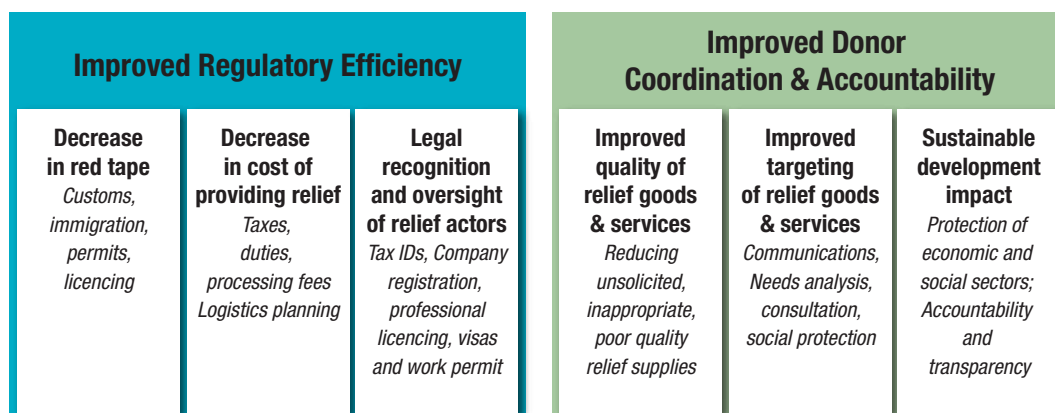 Improved Regulatory Efficiency
Decrease
in red tape
Customs,
immigration,
permits,
licencing
Decrease
in cost of
providing relief
Taxes,
duties,
processing fees
Logistics planning
Legal
recognition
and oversight
of relief actors
Tax IDs, Company
registration,
professional
licencing, visas
and work permit
Improved Donor
Coordination & Accountability
Improved
quality of
relief goods
& services
Reducing
unsolicited,
inappropriate,
poor quality
relief supplies
Improved
targeting
of relief goods
& services
Communications,
Needs analysis,
consultation,
social protection
Sustainable
development
impact
Protection of
economic and
social sectors;
Accountability
and
transparency